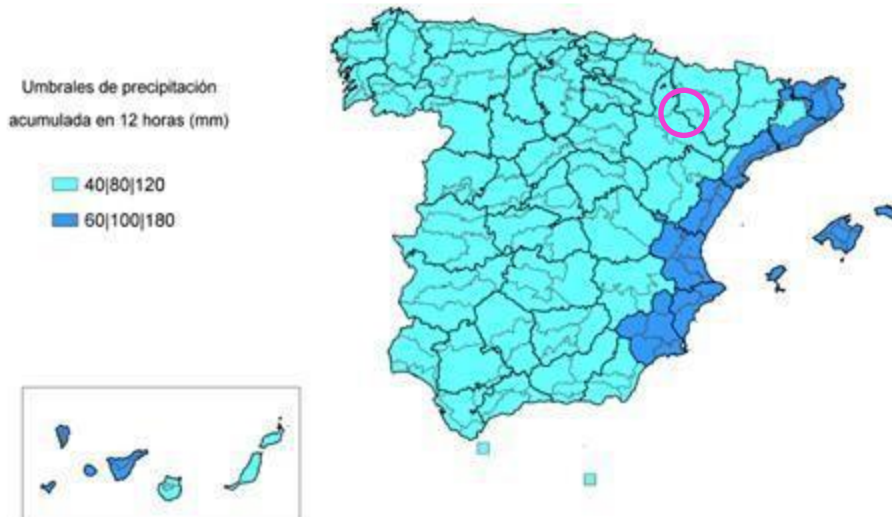 Umbrales de precipitación
acumulada en 12 horas (mm)
40|80|120
60|100|180